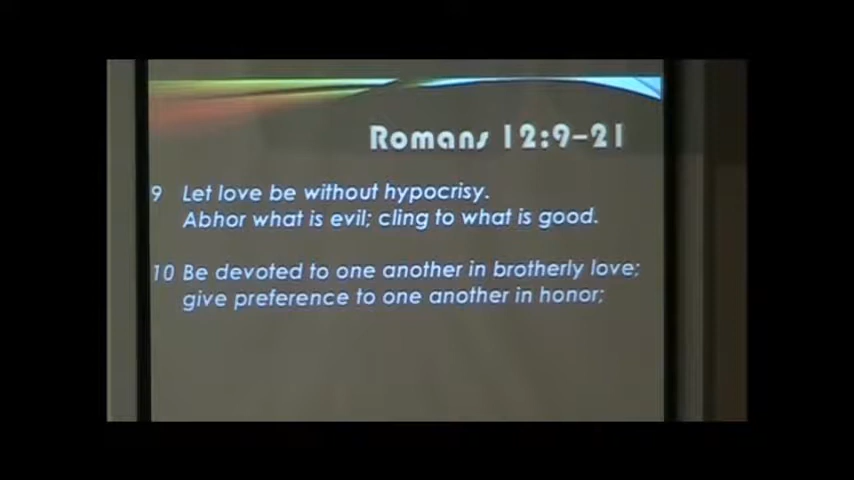 Romans 12:9-21
9 Let love be without hypocrisy.
Abhor what is evil; cling to what is good.
10 Be devoted to one another in brotherly love;
give preference to one another in honor;